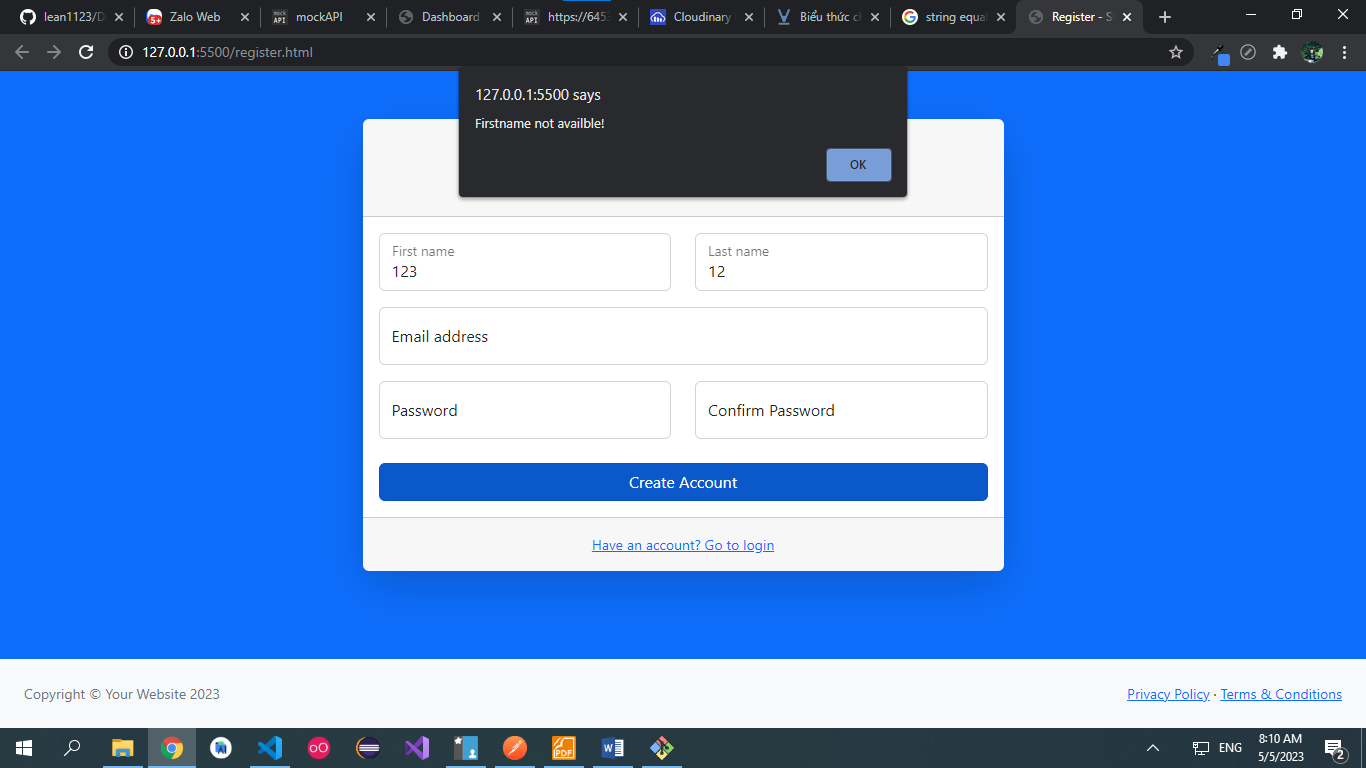 lean1123/D
Zalo Web
mockAPI
Dashboard
https://645
Cloudinary
Biểu thức c
string equa
Register - S
127.0.0.1:5500/register.html
127.0.0.1:5500 says
Firstname not availble!
OK
First name
123
Last name
12
Email address
Password
Confirm Password
Create Account
Have an account? Go to login
Copyright © Your Website 2023
Privacy Policy · Terms & Conditions
ENG
8:10 AM
5/5/2023
2